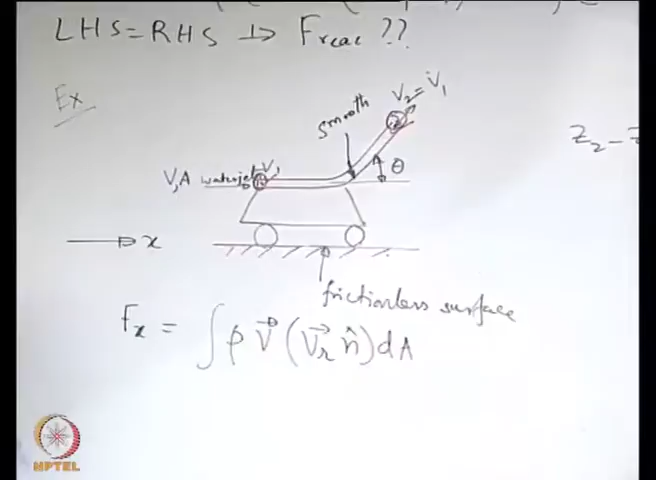 LHS = RHS ⇒ Freac ??
Ex
smooth
V₂ = V₁
V, A waterjet V₁
θ
Z₂ –
→ x
frictionless surface
Fₓ = ∫ ρ V⃗ (V⃗ᵣ n̂) dA
NPTEL